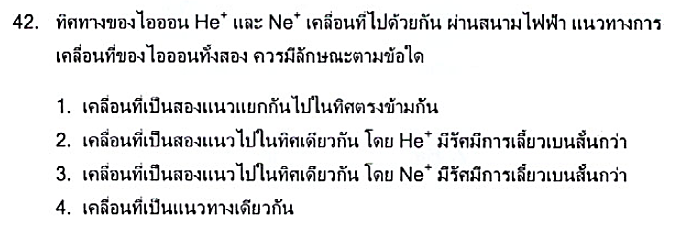 42. ทิศทางของไอออน He⁺ และ Ne⁺ เคลื่อนที่ไปด้วยกัน ผ่านสนามไฟฟ้า แนวทางการ
เคลื่อนที่ของไอออนทั้งสอง ควรมีลักษณะตามข้อใด
1. เคลื่อนที่เป็นสองแนวแยกกันไปในทิศตรงข้ามกัน
2. เคลื่อนที่เป็นสองแนวไปในทิศเดียวกัน โดย He⁺ มีรัศมีการเลี้ยวเบนสั้นกว่า
3. เคลื่อนที่เป็นสองแนวไปในทิศเดียวกัน โดย Ne⁺ มีรัศมีการเลี้ยวเบนสั้นกว่า
4. เคลื่อนที่เป็นแนวทางเดียวกัน